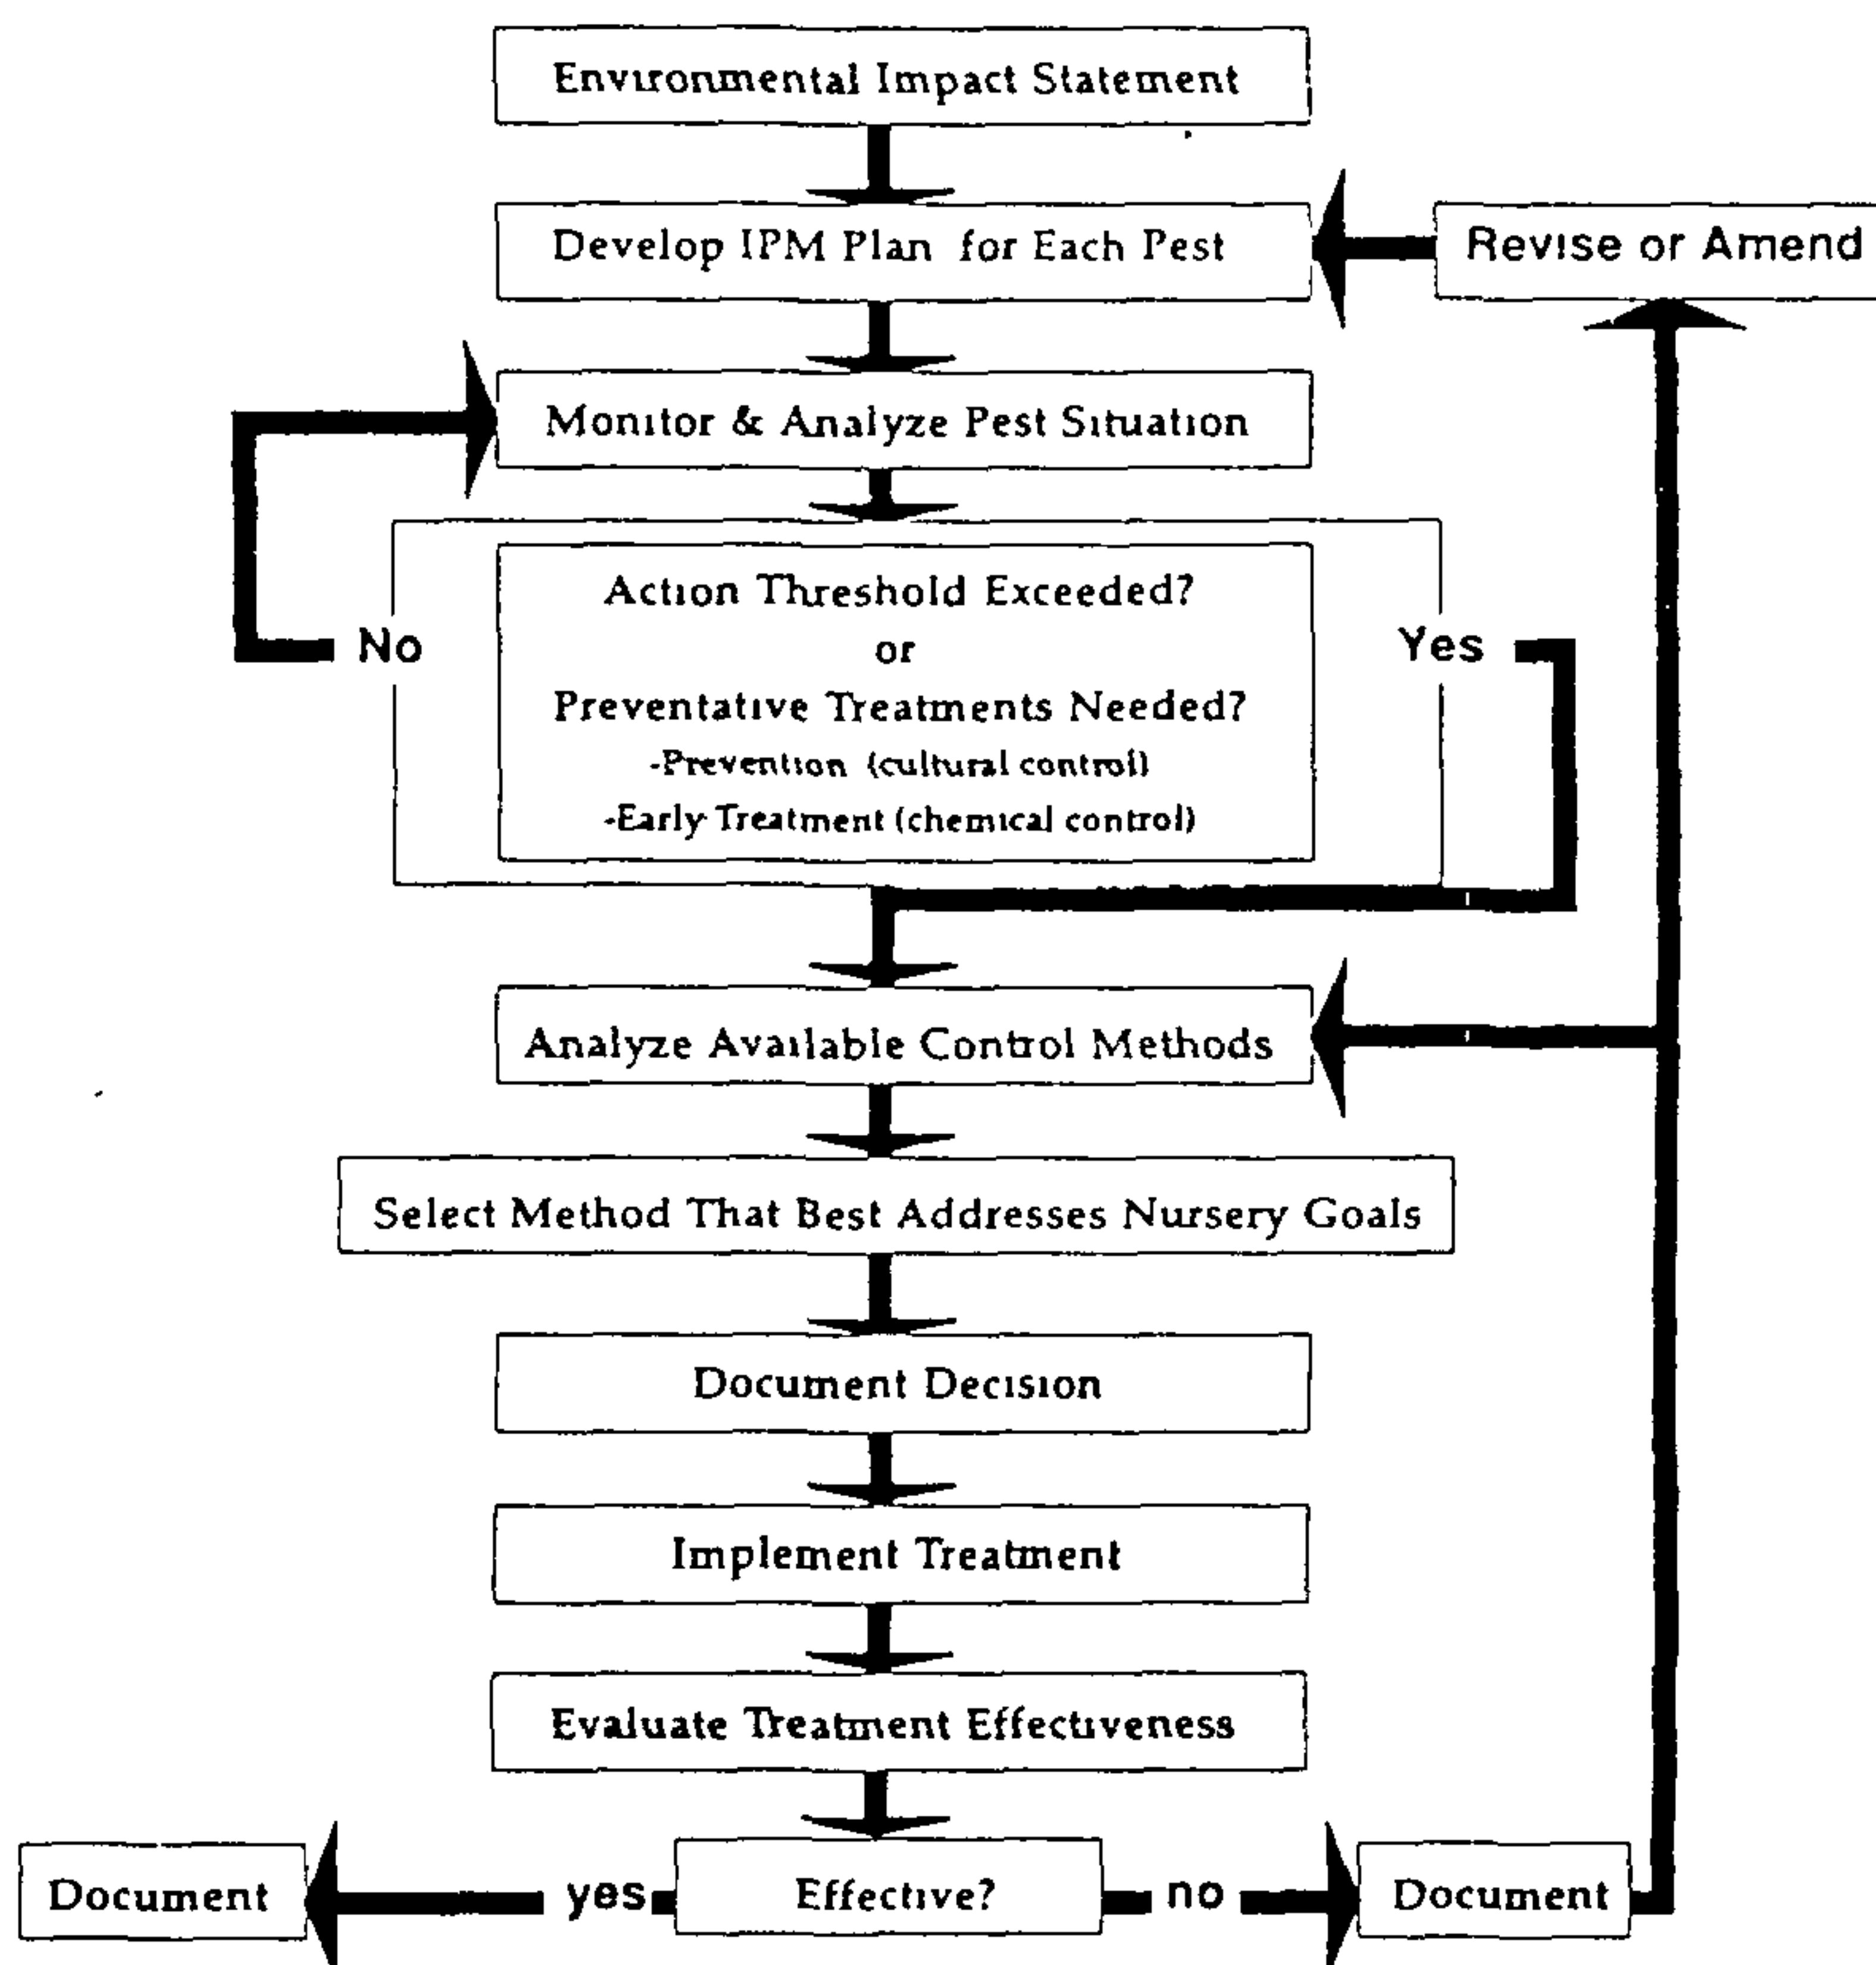 Environmental Impact Statement
Develop IPM Plan for Each Pest
Revise or Amend
Monitor & Analyze Pest Situation
Action Threshold Exceeded?
or
No
Yes
Preventative Treatments Needed?
-Prevention (cultural control)
-Early Treatment (chemical control)
Analyze Available Control Methods
Select Method That Best Addresses Nursery Goals
Document Decision
Implement Treatment
Evaluate Treatment Effectiveness
Document
yes
Effective?
no
Document